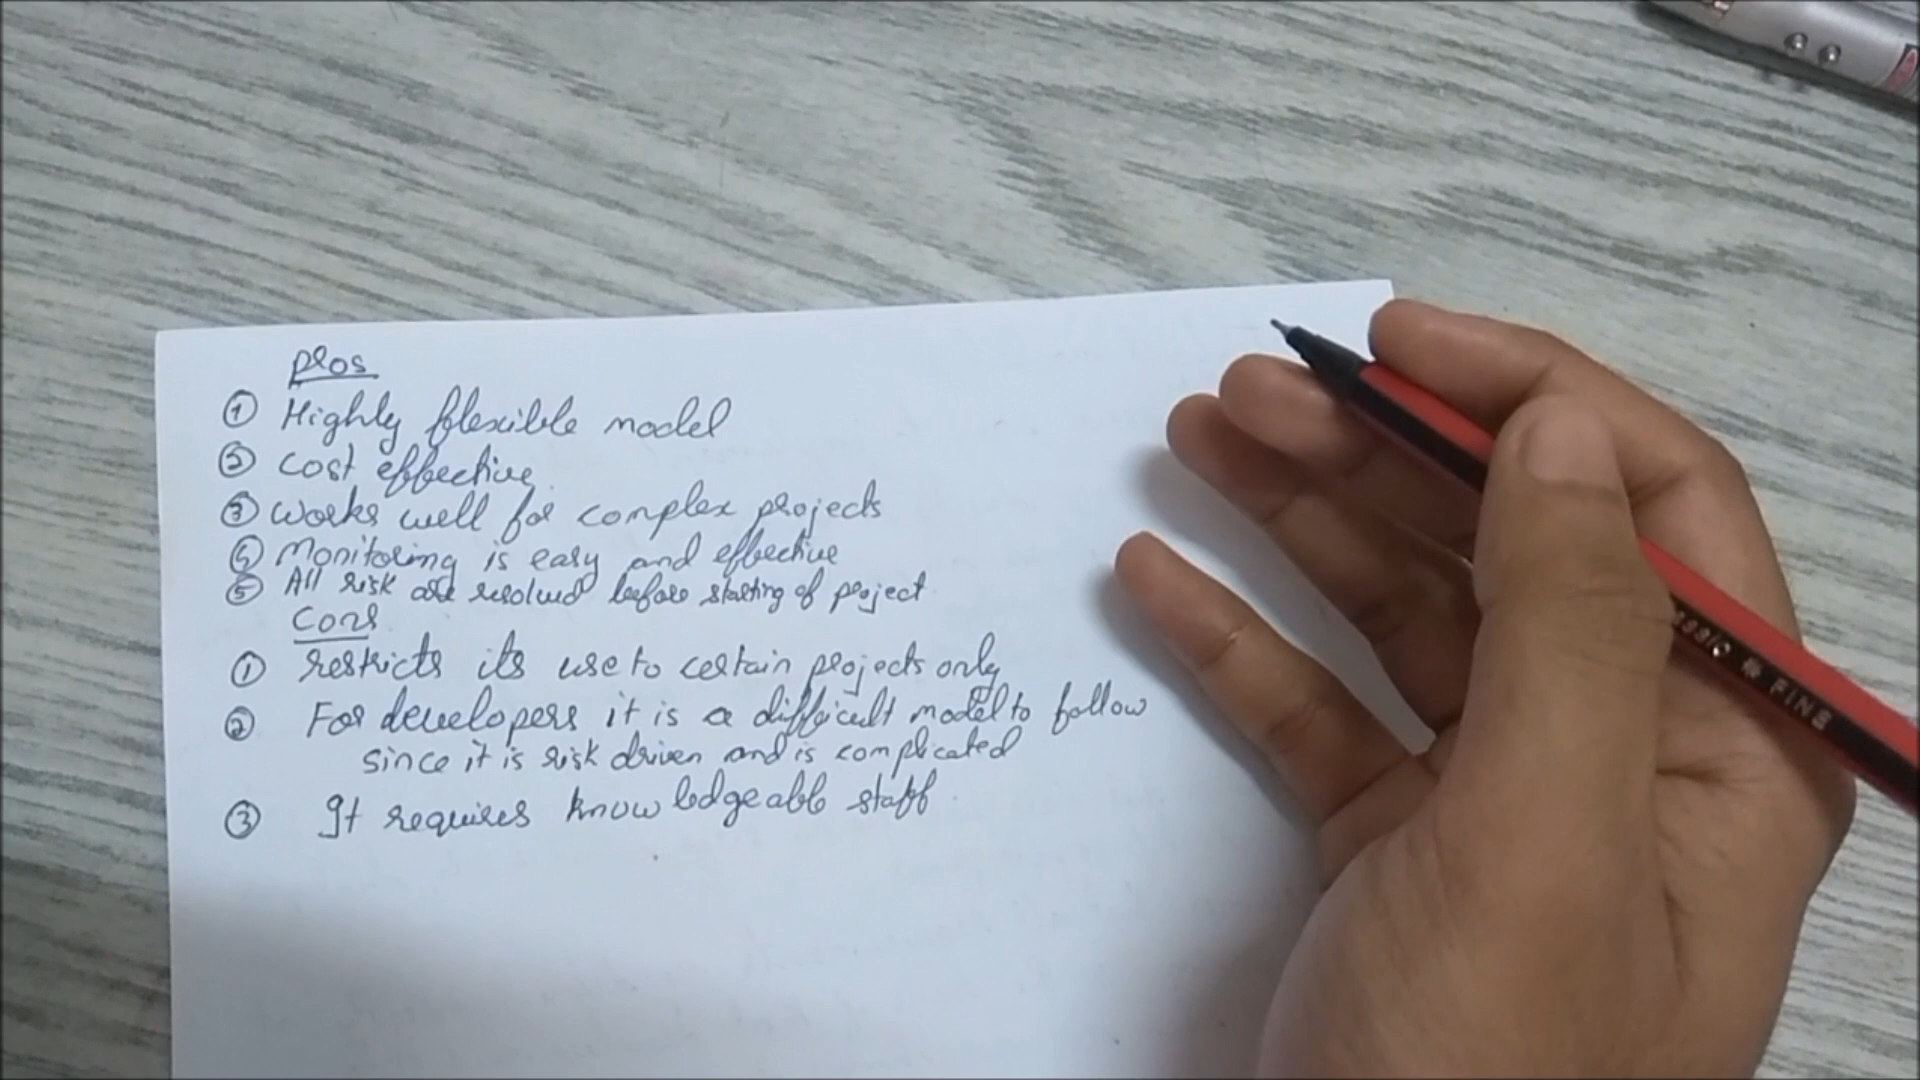 Pros
① Highly flexible model
② Cost effective
③ Works well for complex projects
④ Monitoring is easy and effective
⑤ All risk are resolved before starting of project
Cons
① restricts its use to certain projects only
② For developers it is a difficult model to follow
since it is risk driven and is complicated
③ It requires knowledgeable staff
FINE